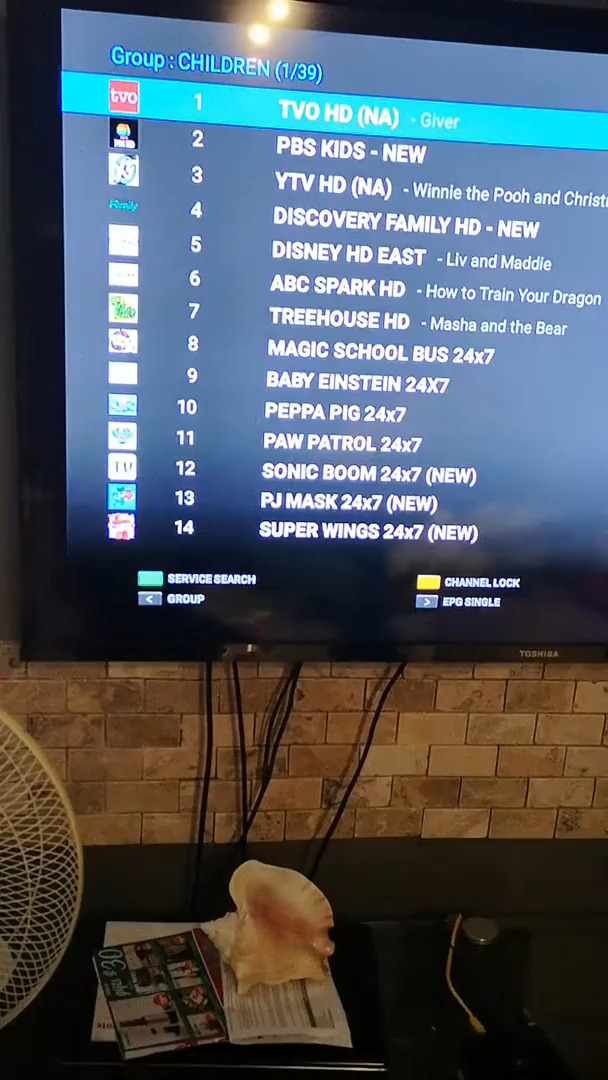 Group : CHILDREN (1/39)
tvo 1 TVO HD (NA) - Giver
2 PBS KIDS - NEW
3 YTV HD (NA) - Winnie the Pooh and Christ
Family 4 DISCOVERY FAMILY HD - NEW
5 DISNEY HD EAST - Liv and Maddie
6 ABC SPARK HD - How to Train Your Dragon
7 TREEHOUSE HD - Masha and the Bear
8 MAGIC SCHOOL BUS 24x7
9 BABY EINSTEIN 24X7
10 PEPPA PIG 24x7
11 PAW PATROL 24x7
TV 12 SONIC BOOM 24x7 (NEW)
13 PJ MASK 24x7 (NEW)
14 SUPER WINGS 24x7 (NEW)
SERVICE SEARCH CHANNEL LOCK
< GROUP > EPG SINGLE
TOSHIBA